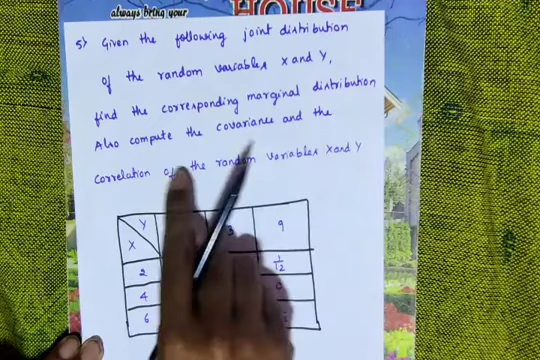 always bring your
HOUSE
5) Given the following joint distribution
of the random variables X and Y,
find the corresponding marginal distribution
Also compute the covariance and the
Correlation of the random variables X and Y
Y 3 9
X
2 1/12
4
6